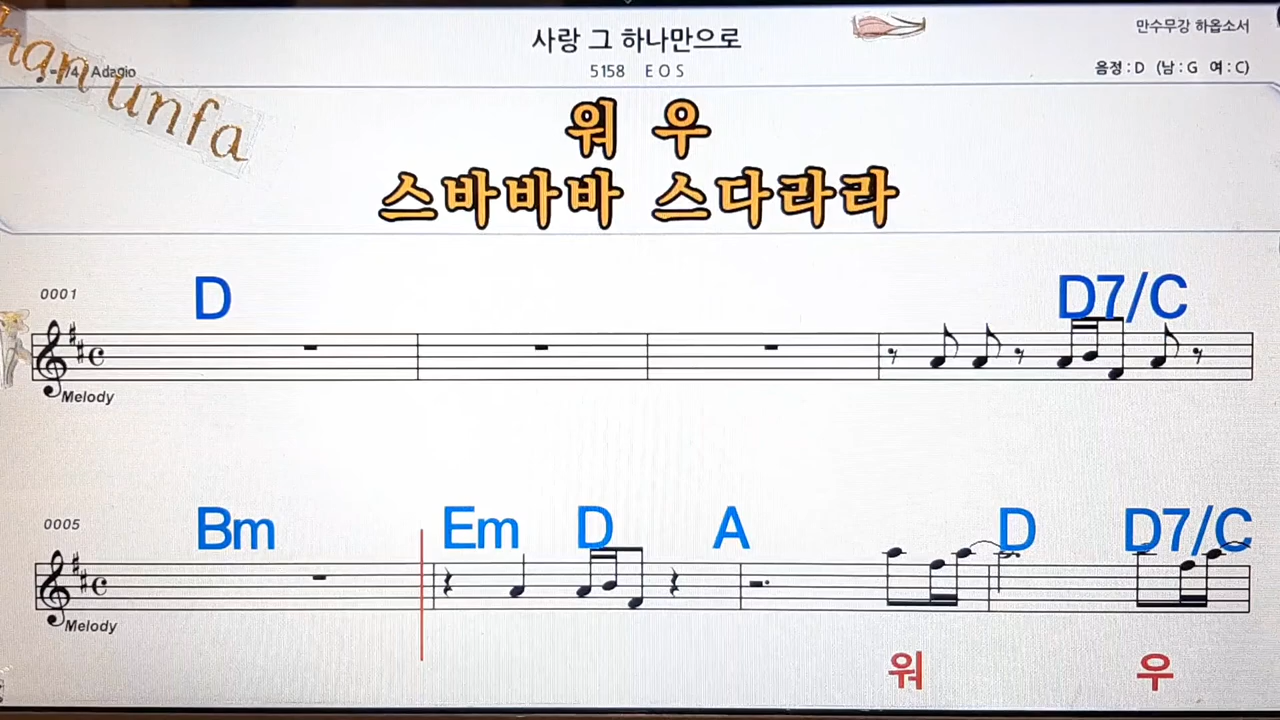 사랑 그 하나만으로
만수무강 하옵소서
Adagio
5158 E O S
음정 : D (남 : G 여 : C)
han unfa
워 우
스바바바 스다라라
0001
D D7/C
Melody
0005
Bm Em D A D D7/C
Melody
워 우